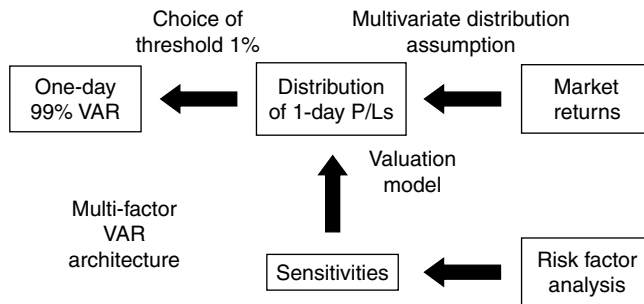 Choice of
threshold 1%
Multivariate distribution
assumption
One-day
99% VAR
Distribution
of 1-day P/Ls
Market
returns
Valuation
model
Multi-factor
VAR
architecture
Sensitivities
Risk factor
analysis